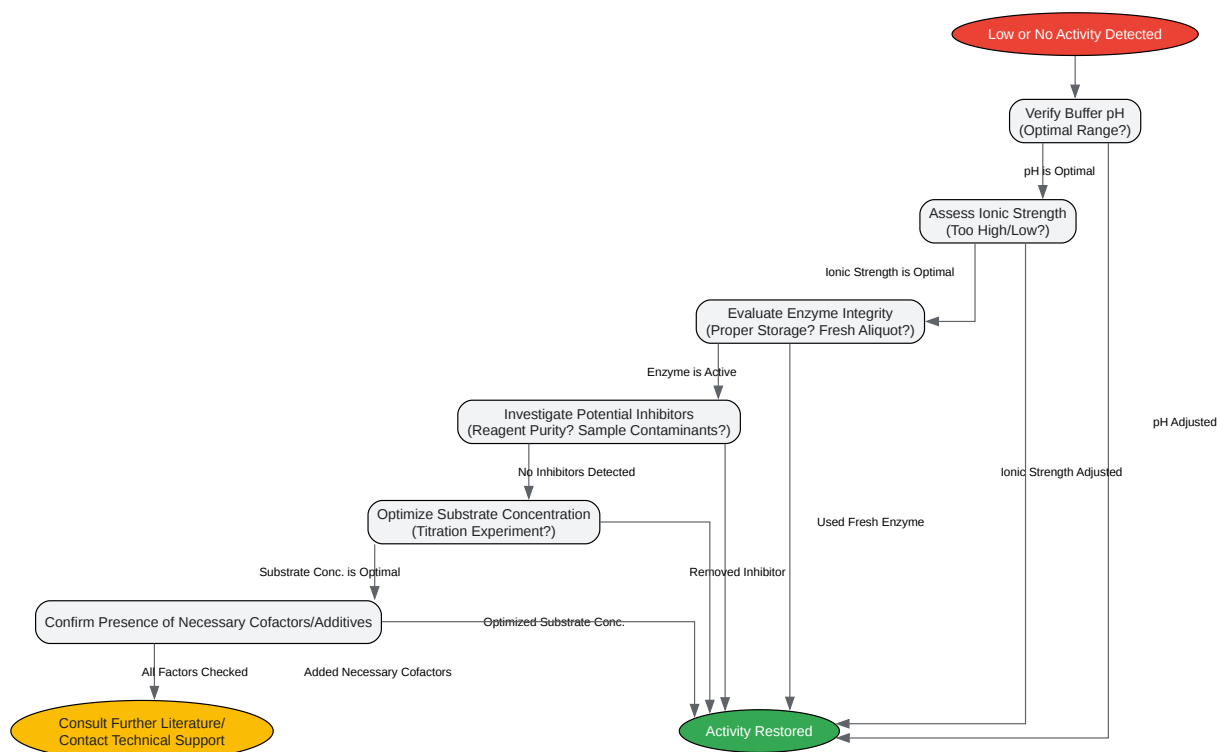 Low or No Activity Detected
Verify Buffer pH
(Optimal Range?)
pH is Optimal
Assess Ionic Strength
(Too High/Low?)
Ionic Strength is Optimal
Evaluate Enzyme Integrity
(Proper Storage? Fresh Aliquot?)
Enzyme is Active
Investigate Potential Inhibitors
(Reagent Purity? Sample Contaminants?)
pH Adjusted
No Inhibitors Detected
Ionic Strength Adjusted
Optimize Substrate Concentration
(Titration Experiment?)
Used Fresh Enzyme
Substrate Conc. is Optimal
Removed Inhibitor
Confirm Presence of Necessary Cofactors/Additives
Optimized Substrate Conc.
All Factors Checked
Added Necessary Cofactors
Consult Further Literature/
Contact Technical Support
Activity Restored